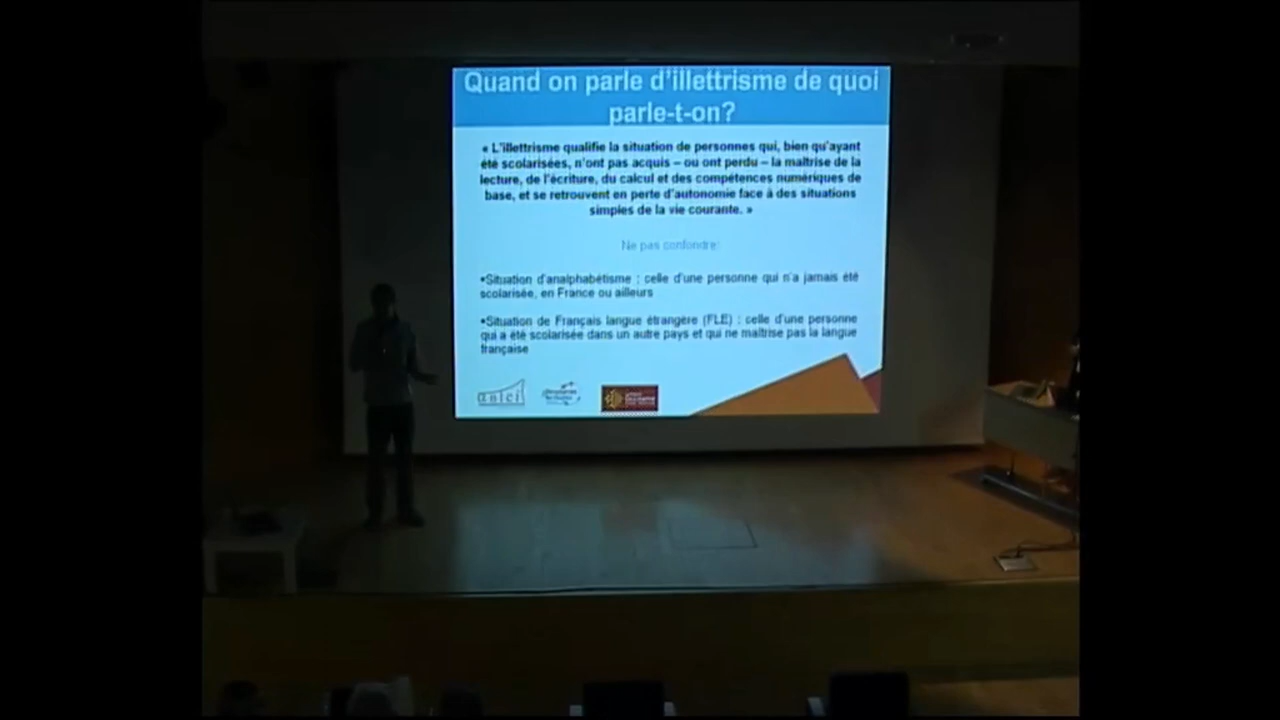 Quand on parle d'illettrisme de quoi
parle-t-on?
« L'illettrisme qualifie la situation de personnes qui, bien qu'ayant
été scolarisées, n'ont pas acquis – ou ont perdu – la maîtrise de la
lecture, de l'écriture, du calcul et des compétences numériques de
base, et se retrouvent en perte d'autonomie face à des situations
simples de la vie courante. »
Ne pas confondre:
•Situation d'analphabétisme : celle d'une personne qui n'a jamais été
scolarisée, en France ou ailleurs
•Situation de Français langue étrangère (FLE) : celle d'une personne
qui a été scolarisée dans un autre pays et qui ne maîtrise pas la langue
française
anlci